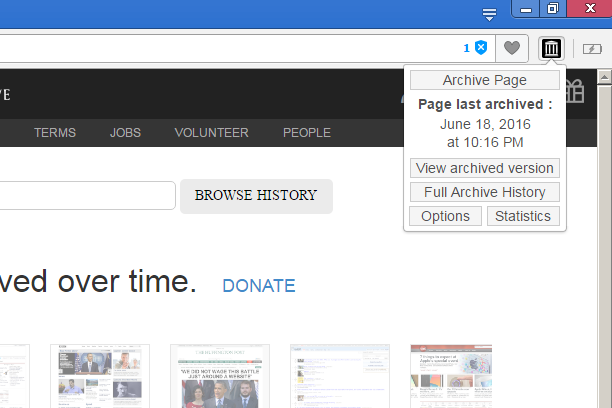 1
Archive Page
Page last archived :
June 18, 2016
at 10:16 PM
View archived version
Full Archive History
Options Statistics
VE
TERMS JOBS VOLUNTEER PEOPLE
BROWSE HISTORY
ved over time. DONATE
"WE DID NOT WAGE THIS BATTLE
JUST AROUND A WEBSITE"